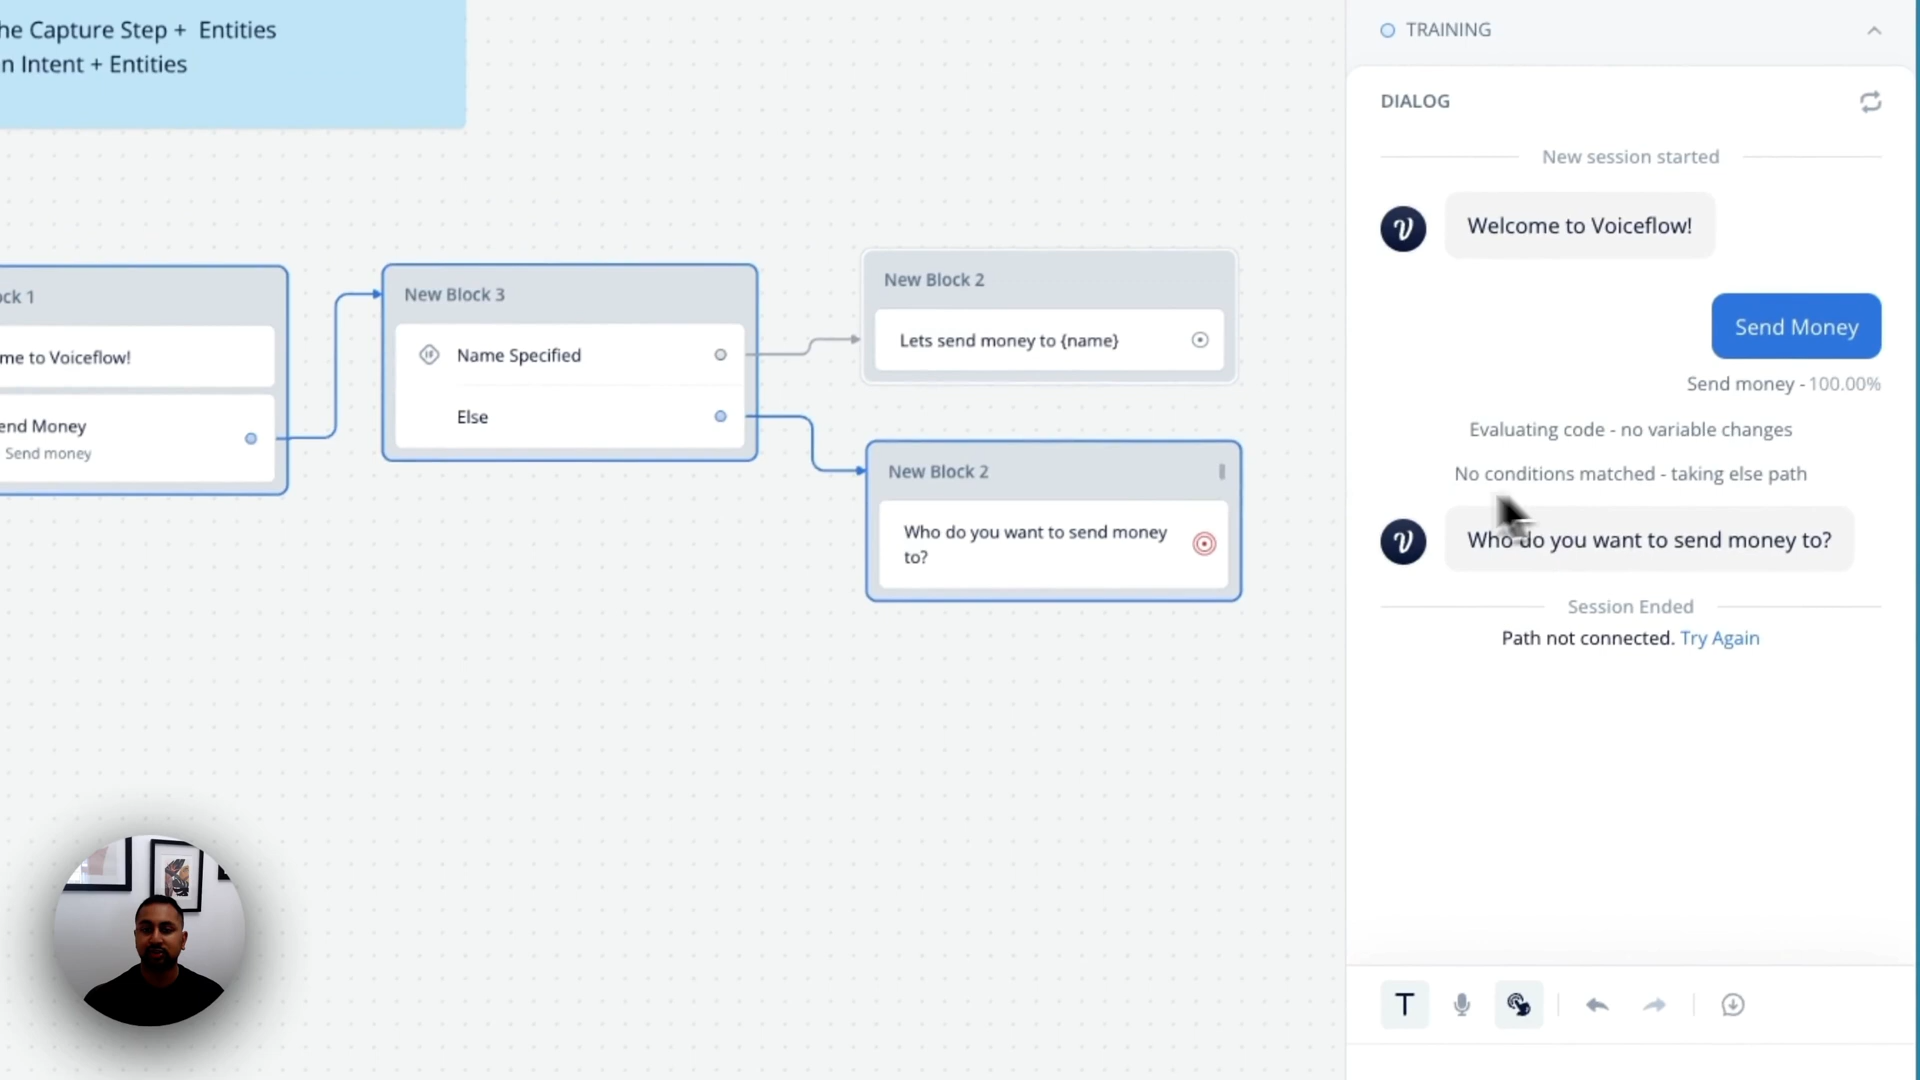 he Capture Step + Entities
n Intent + Entities
ock 1
me to Voiceflow!
end Money
Send money
New Block 3
Name Specified
Else
New Block 2
Lets send money to {name}
New Block 2
Who do you want to send money
to?
TRAINING
DIALOG
New session started
Welcome to Voiceflow!
Send Money
Send money - 100.00%
Evaluating code - no variable changes
No conditions matched - taking else path
Who do you want to send money to?
Session Ended
Path not connected. Try Again